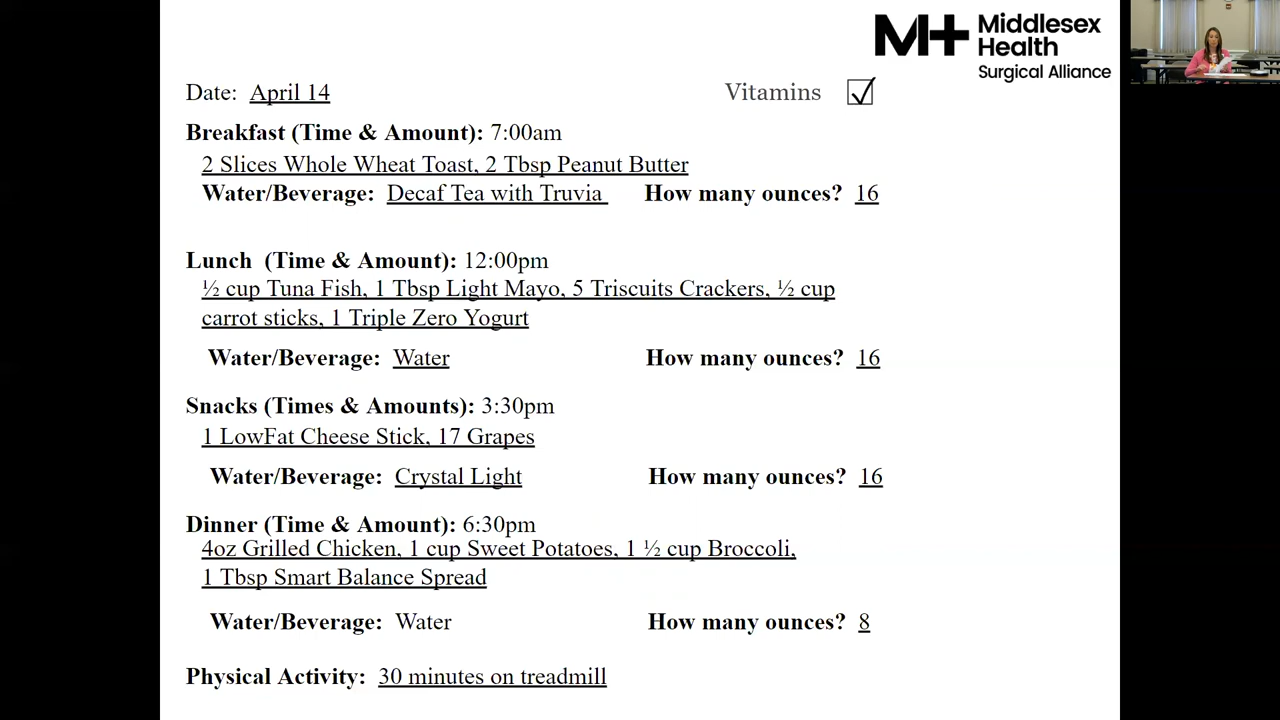 M+ Middlesex
Health
Surgical Alliance
Date: April 14 Vitamins ☑
Breakfast (Time & Amount): 7:00am
2 Slices Whole Wheat Toast, 2 Tbsp Peanut Butter
Water/Beverage: Decaf Tea with Truvia How many ounces? 16
Lunch (Time & Amount): 12:00pm
½ cup Tuna Fish, 1 Tbsp Light Mayo, 5 Triscuits Crackers, ½ cup
carrot sticks, 1 Triple Zero Yogurt
Water/Beverage: Water How many ounces? 16
Snacks (Times & Amounts): 3:30pm
1 LowFat Cheese Stick, 17 Grapes
Water/Beverage: Crystal Light How many ounces? 16
Dinner (Time & Amount): 6:30pm
4oz Grilled Chicken, 1 cup Sweet Potatoes, 1 ½ cup Broccoli,
1 Tbsp Smart Balance Spread
Water/Beverage: Water How many ounces? 8
Physical Activity: 30 minutes on treadmill